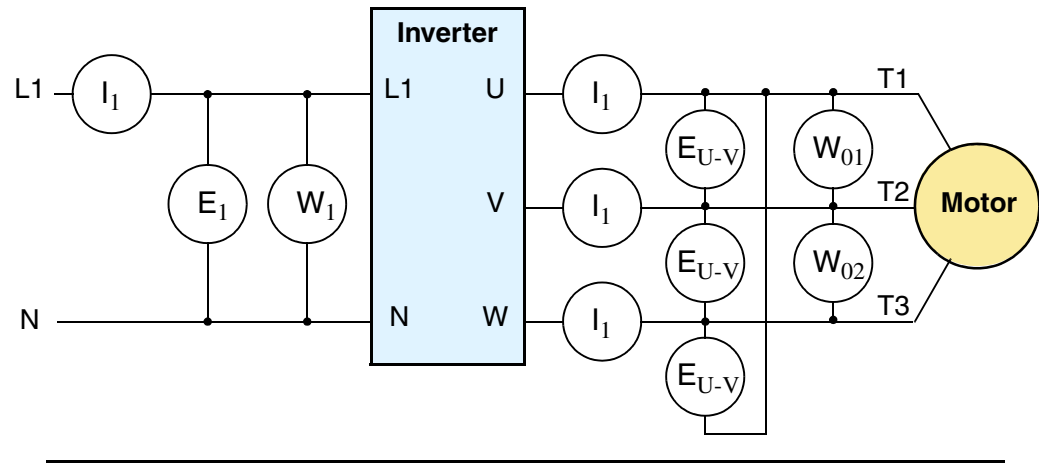 Inverter
L1 I1 L1 U I1 T1
EU-V W01
E1 W1 V I1 T2 Motor
EU-V W02
N N W I1 T3
EU-V